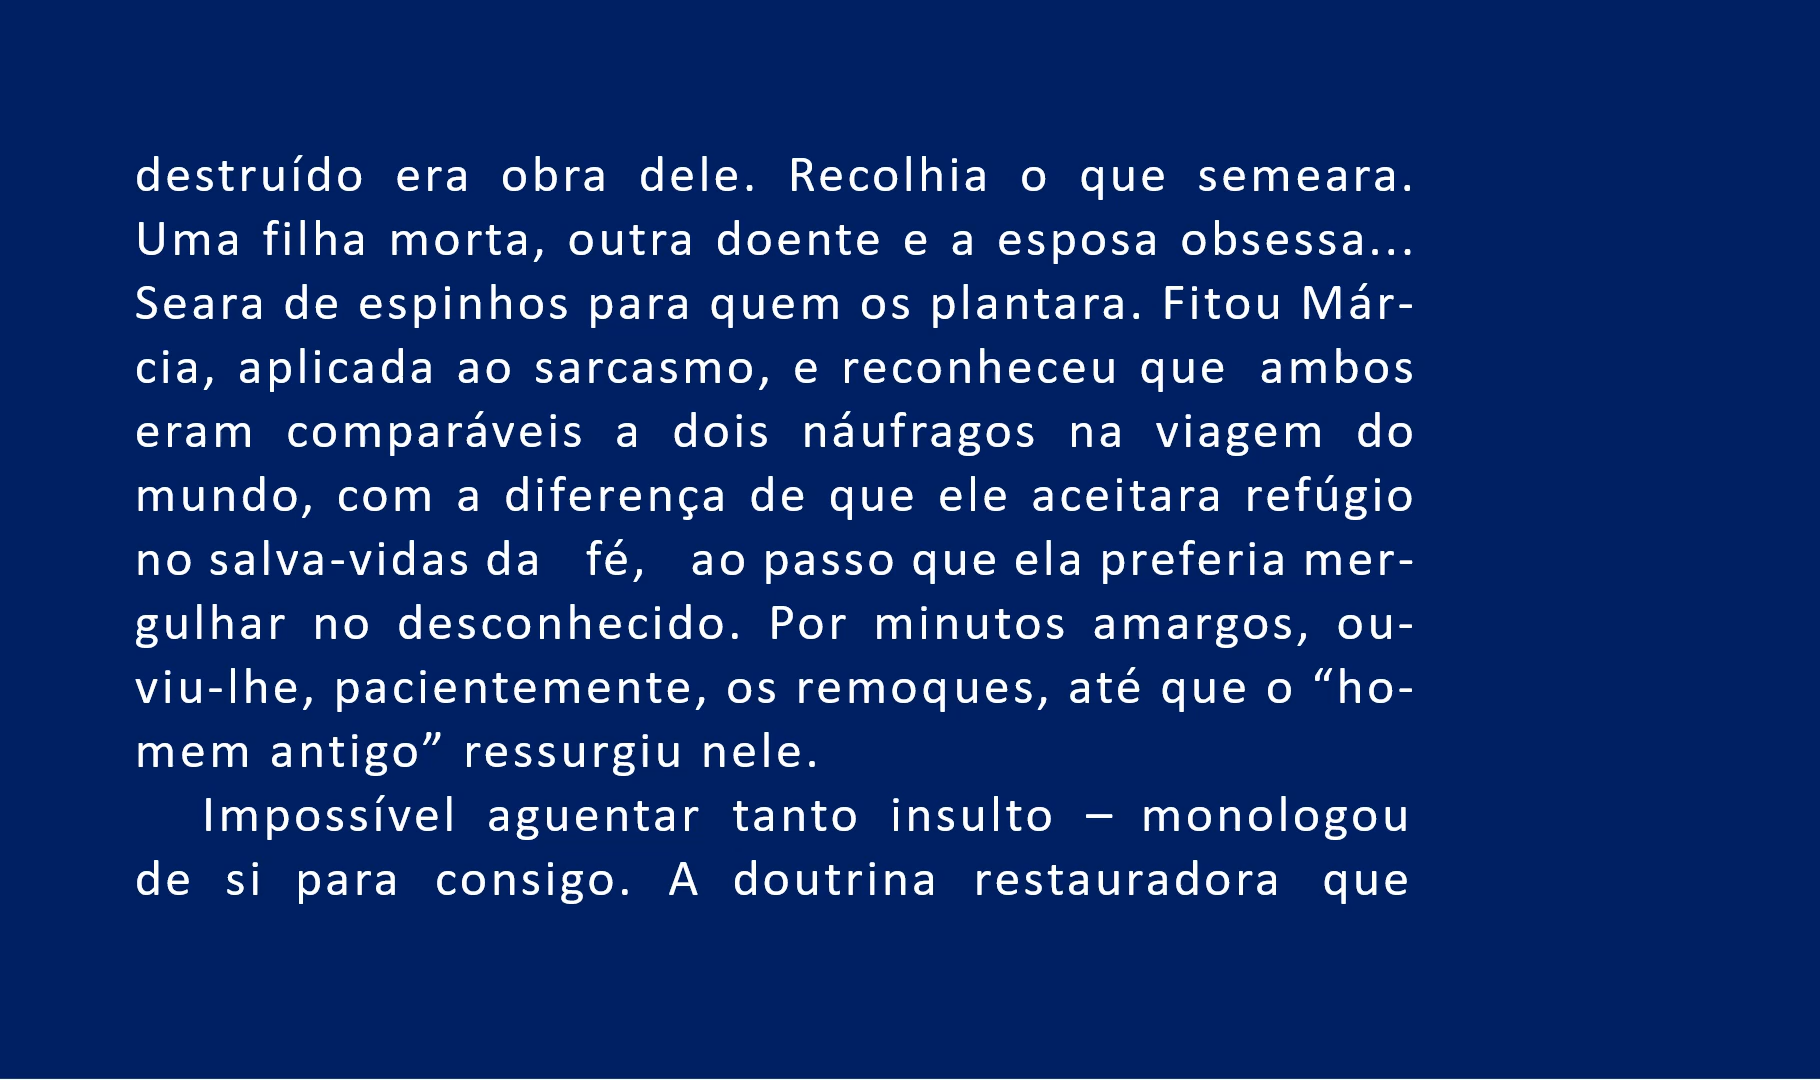 destruído era obra dele. Recolhia o que semeara.
Uma filha morta, outra doente e a esposa obsessa...
Seara de espinhos para quem os plantara. Fitou Már-
cia, aplicada ao sarcasmo, e reconheceu que ambos
eram comparáveis a dois náufragos na viagem do
mundo, com a diferença de que ele aceitara refúgio
no salva-vidas da fé, ao passo que ela preferia mer-
gulhar no desconhecido. Por minutos amargos, ou-
viu-lhe, pacientemente, os remoques, até que o “ho-
mem antigo” ressurgiu nele.
Impossível aguentar tanto insulto – monologou
de si para consigo. A doutrina restauradora que